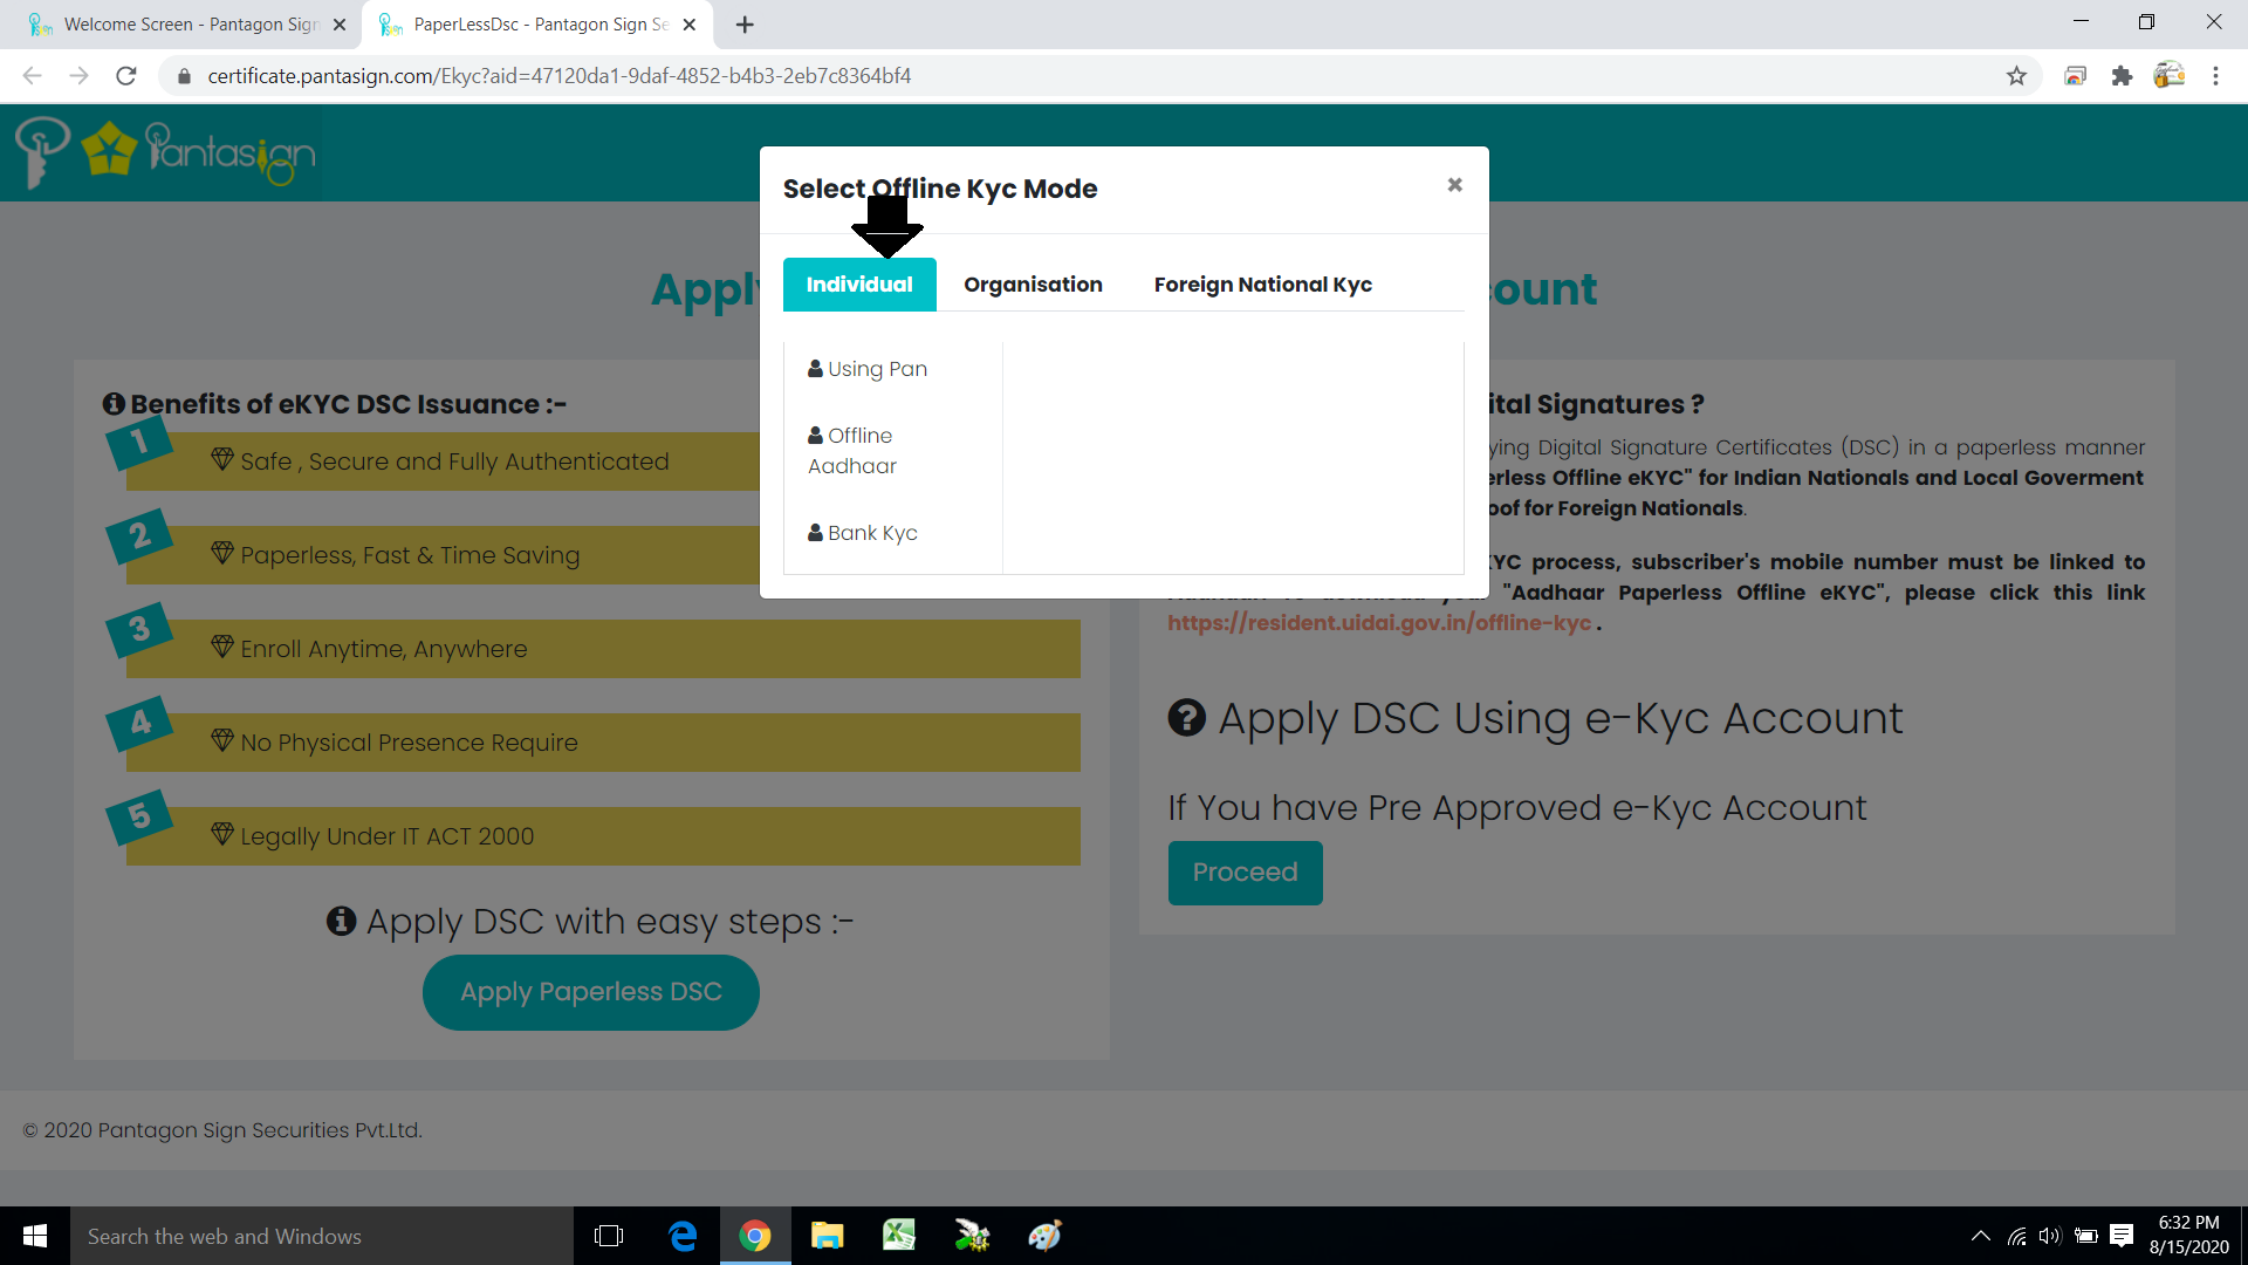 Welcome Screen - Pantagon Sign
PaperLessDsc - Pantagon Sign Se
certificate.pantasign.com/Ekyc?aid=47120da1-9daf-4852-b4b3-2eb7c8364bf4
Pantasign
Select Offline Kyc Mode
Individual
Organisation
Foreign National Kyc
Using Pan
Offline
Aadhaar
Bank Kyc
Appl
ount
Benefits of eKYC DSC Issuance :-
1 Safe , Secure and Fully Authenticated
2 Paperless, Fast & Time Saving
3 Enroll Anytime, Anywhere
4 No Physical Presence Require
5 Legally Under IT ACT 2000
Apply DSC with easy steps :-
Apply Paperless DSC
ital Signatures ?
ying Digital Signature Certificates (DSC) in a paperless manner
erless Offline eKYC" for Indian Nationals and Local Goverment
oof for Foreign Nationals.
YC process, subscriber's mobile number must be linked to
"Aadhaar Paperless Offline eKYC", please click this link
https://resident.uidai.gov.in/offline-kyc .
Apply DSC Using e-Kyc Account
If You have Pre Approved e-Kyc Account
Proceed
© 2020 Pantagon Sign Securities Pvt.Ltd.
Search the web and Windows
6:32 PM
8/15/2020